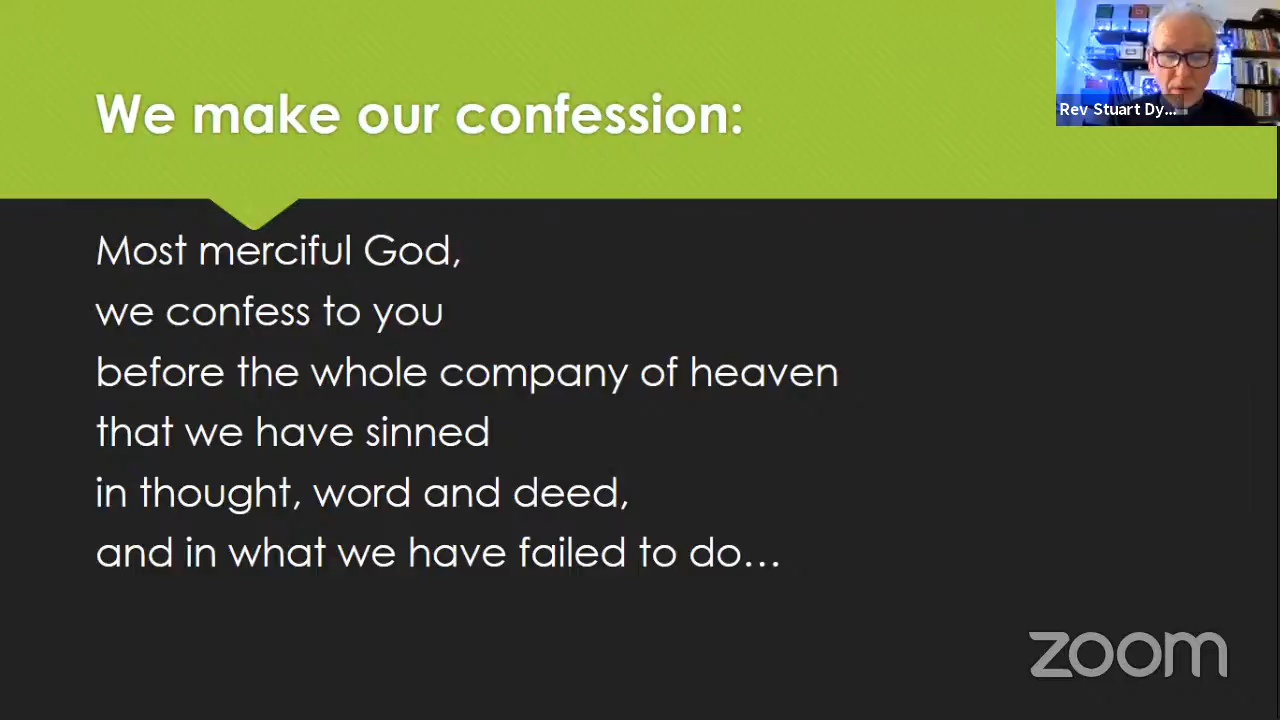 We make our confession:
Rev Stuart Dy...
Most merciful God,
we confess to you
before the whole company of heaven
that we have sinned
in thought, word and deed,
and in what we have failed to do...
zoom